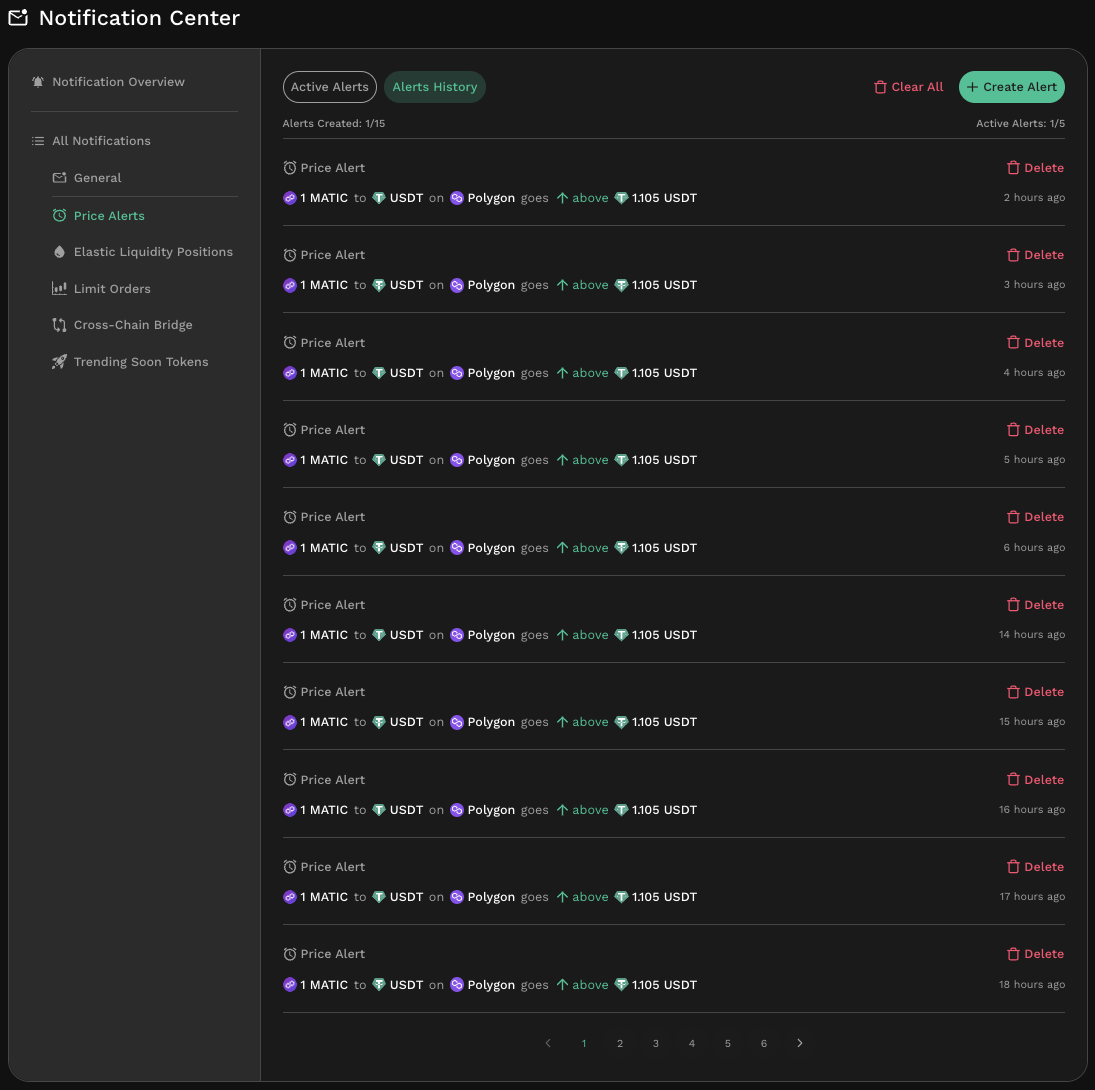 Notification Center
Notification Overview
All Notifications
General
Price Alerts
Elastic Liquidity Positions
Limit Orders
Cross-Chain Bridge
Trending Soon Tokens
Active Alerts Alerts History Clear All + Create Alert
Alerts Created: 1/15 Active Alerts: 1/5
Price Alert Delete
1 MATIC to USDT on Polygon goes ↑ above 1.105 USDT 2 hours ago
Price Alert Delete
1 MATIC to USDT on Polygon goes ↑ above 1.105 USDT 3 hours ago
Price Alert Delete
1 MATIC to USDT on Polygon goes ↑ above 1.105 USDT 4 hours ago
Price Alert Delete
1 MATIC to USDT on Polygon goes ↑ above 1.105 USDT 5 hours ago
Price Alert Delete
1 MATIC to USDT on Polygon goes ↑ above 1.105 USDT 6 hours ago
Price Alert Delete
1 MATIC to USDT on Polygon goes ↑ above 1.105 USDT 14 hours ago
Price Alert Delete
1 MATIC to USDT on Polygon goes ↑ above 1.105 USDT 15 hours ago
Price Alert Delete
1 MATIC to USDT on Polygon goes ↑ above 1.105 USDT 16 hours ago
Price Alert Delete
1 MATIC to USDT on Polygon goes ↑ above 1.105 USDT 17 hours ago
Price Alert Delete
1 MATIC to USDT on Polygon goes ↑ above 1.105 USDT 18 hours ago
< 1 2 3 4 5 6 >